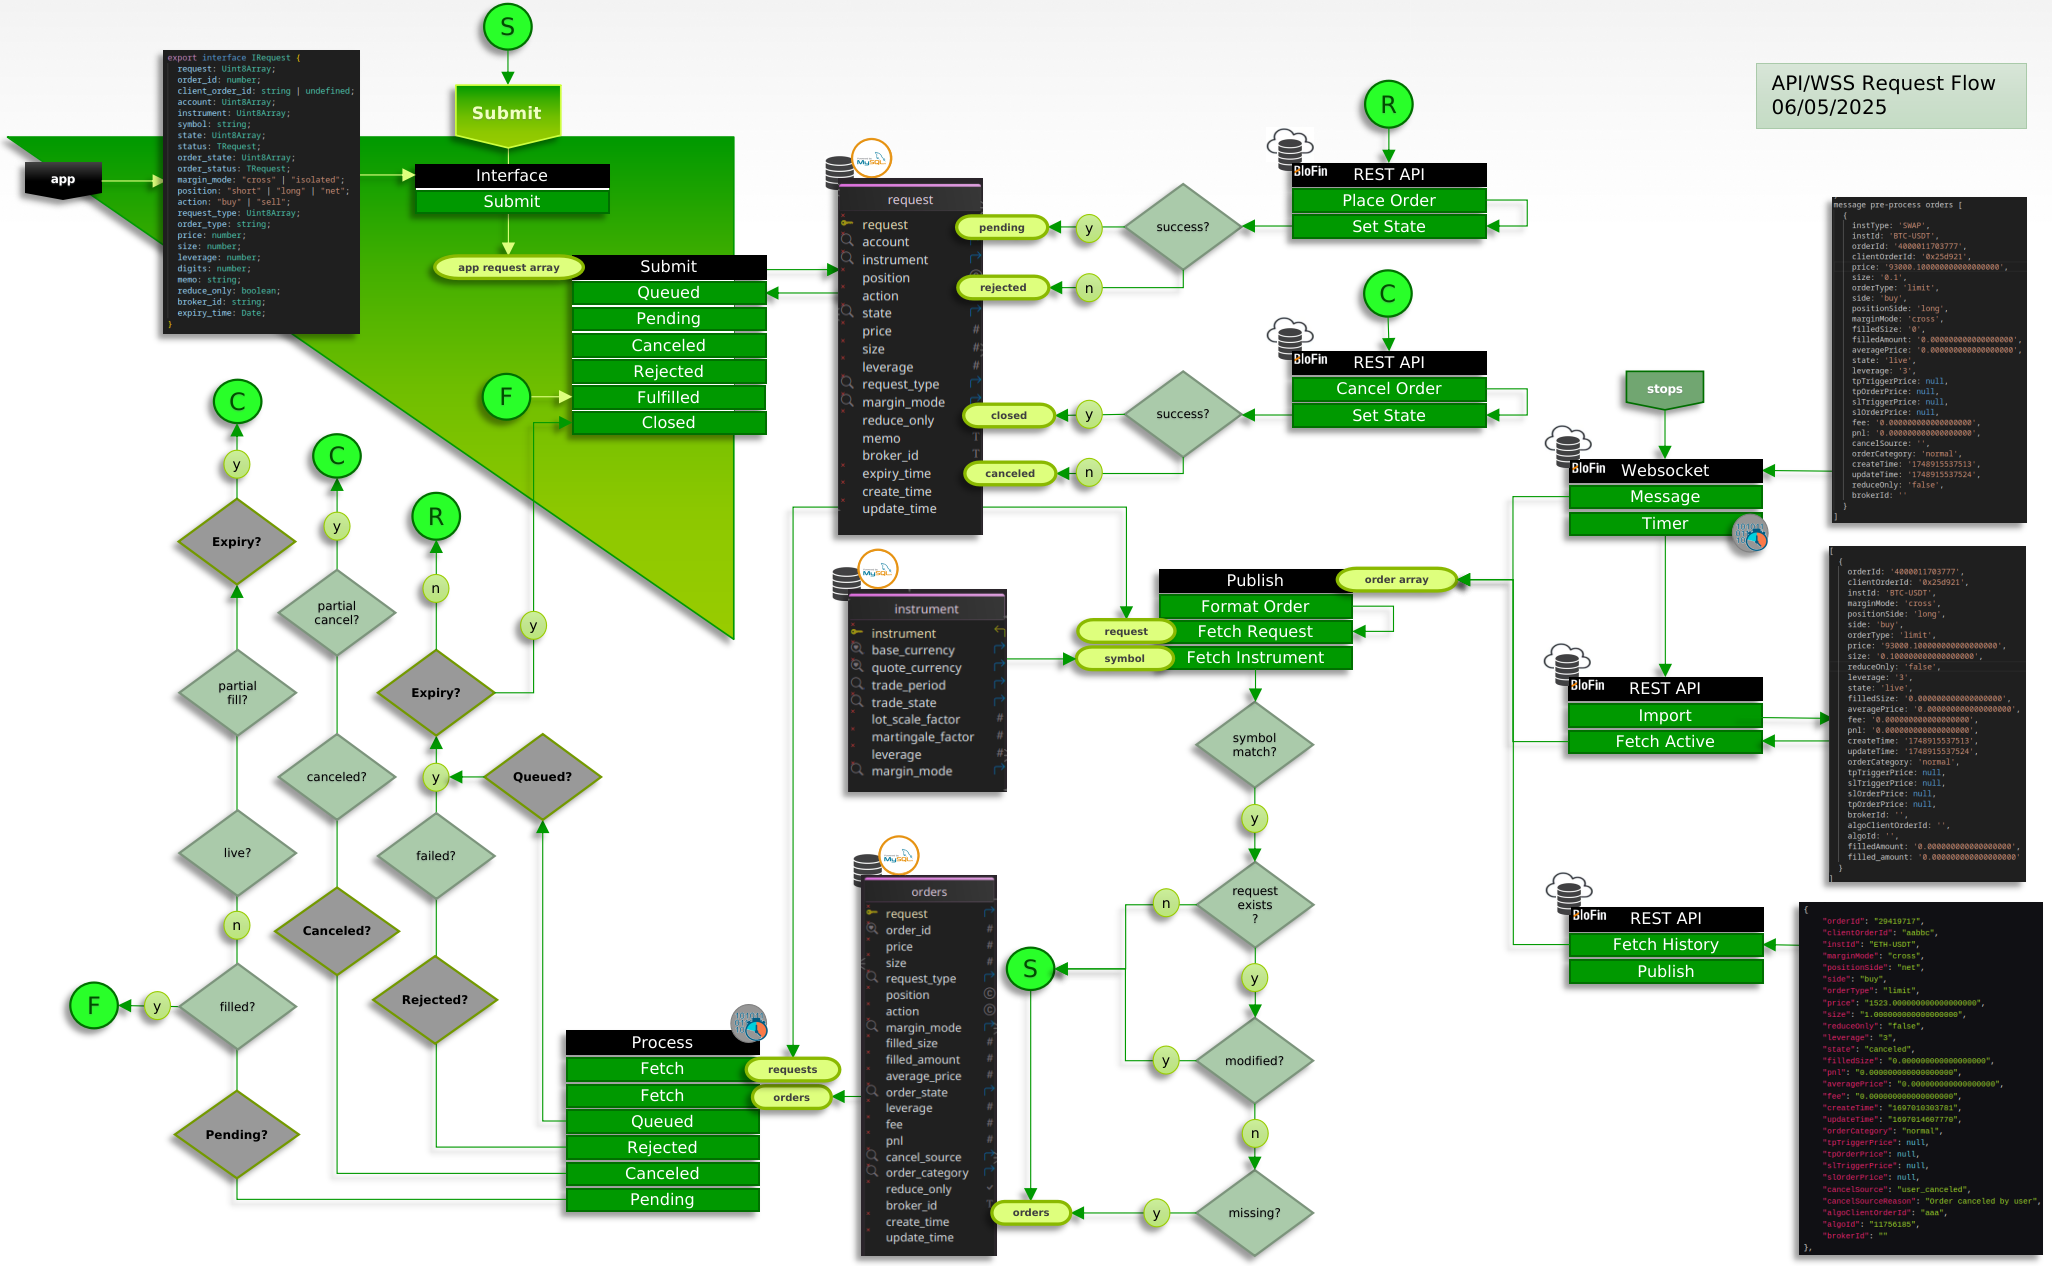 API/WSS Request Flow
06/05/2025
S
Submit
app
export interface IRequest {
request: Uint8Array;
order_id: number;
client_order_id: string | undefined;
account: Uint8Array;
instrument: Uint8Array;
symbol: string;
state: Uint8Array;
status: TRequest;
order_state: Uint8Array;
order_status: TRequest;
margin_mode: "cross" | "isolated";
position: "short" | "long" | "net";
action: "buy" | "sell";
request_type: Uint8Array;
order_type: string;
price: number;
size: number;
leverage: number;
digits: number;
memo: string;
reduce_only: boolean;
broker_id: string;
expiry_time: Date;
}
Interface
Submit
app request array
Submit
Queued
Pending
Canceled
Rejected
Fulfilled
Closed
F
MySQL
request
request
account
instrument
position
action
state
price
size
leverage
request_type
margin_mode
reduce_only
memo
broker_id
expiry_time
create_time
update_time
pending
y
rejected
n
success?
R
BloFin
REST API
Place Order
Set State
closed
y
canceled
n
success?
C
BloFin
REST API
Cancel Order
Set State
stops
BloFin
Websocket
Message
Timer
message pre-process orders [
{
instType: 'SWAP',
instId: 'BTC-USDT',
orderId: '4000011703777',
clientOrderId: '0x25d921',
price: '93000.100000000000000000',
size: '0.1',
orderType: 'limit',
side: 'buy',
positionSide: 'long',
marginMode: 'cross',
filledSize: '0',
filledAmount: '0.000000000000000000',
averagePrice: '0.000000000000000000',
state: 'live',
leverage: '3',
tpTriggerPrice: null,
tpOrderPrice: null,
slTriggerPrice: null,
slOrderPrice: null,
fee: '0.000000000000000000',
pnl: '0.000000000000000000',
cancelSource: '',
orderCategory: 'normal',
createTime: '1748915537513',
updateTime: '1748915537524',
reduceOnly: 'false',
brokerId: ''
}
]
BloFin
REST API
Import
Fetch Active
[
{
orderId: '4000011703777',
clientOrderId: '0x25d921',
instId: 'BTC-USDT',
marginMode: 'cross',
positionSide: 'long',
side: 'buy',
orderType: 'limit',
price: '93000.100000000000000000',
size: '0.100000000000000000',
reduceOnly: 'false',
leverage: '3',
state: 'live',
filledSize: '0.000000000000000000',
averagePrice: '0.000000000000000000',
fee: '0.000000000000000000',
pnl: '0.000000000000000000',
createTime: '1748915537513',
updateTime: '1748915537524',
orderCategory: 'normal',
tpTriggerPrice: null,
slTriggerPrice: null,
slOrderPrice: null,
tpOrderPrice: null,
brokerId: '',
algoClientOrderId: '',
algoId: '',
filledAmount: '0.000000000000000000',
filled_amount: '0.000000000000000000'
}
]
BloFin
REST API
Fetch History
Publish
{
"orderId": "29419717",
"clientOrderId": "aabbc",
"instId": "ETH-USDT",
"marginMode": "cross",
"positionSide": "net",
"side": "buy",
"orderType": "limit",
"price": "1523.000000000000000000",
"size": "1.000000000000000000",
"reduceOnly": "false",
"leverage": "3",
"state": "canceled",
"filledSize": "0.000000000000000000",
"pnl": "0.000000000000000000",
"averagePrice": "0.000000000000000000",
"fee": "0.000000000000000000",
"createTime": "1697010303781",
"updateTime": "1697014607770",
"orderCategory": "normal",
"tpTriggerPrice": null,
"tpOrderPrice": null,
"slTriggerPrice": null,
"slOrderPrice": null,
"cancelSource": "user_canceled",
"cancelSourceReason": "Order canceled by user",
"algoClientOrderId": "aaa",
"algoId": "11756185",
"brokerId": ""
},
MySQL
instrument
instrument
base_currency
quote_currency
trade_period
trade_state
lot_scale_factor
martingale_factor
leverage
margin_mode
Publish
order array
Format Order
request
Fetch Request
symbol
Fetch Instrument
symbol match?
y
request exists ?
n
y
modified?
y
n
missing?
y
S
orders
MySQL
orders
request
order_id
price
size
request_type
position
action
margin_mode
filled_size
filled_amount
average_price
order_state
leverage
fee
pnl
cancel_source
order_category
reduce_only
broker_id
create_time
update_time
Process
Fetch
requests
Fetch
orders
Queued
Rejected
Canceled
Pending
C
y
Expiry?
partial fill?
live?
n
filled?
y
F
Pending?
C
y
partial cancel?
canceled?
Canceled?
R
n
Expiry?
y
y
Queued?
failed?
Rejected?